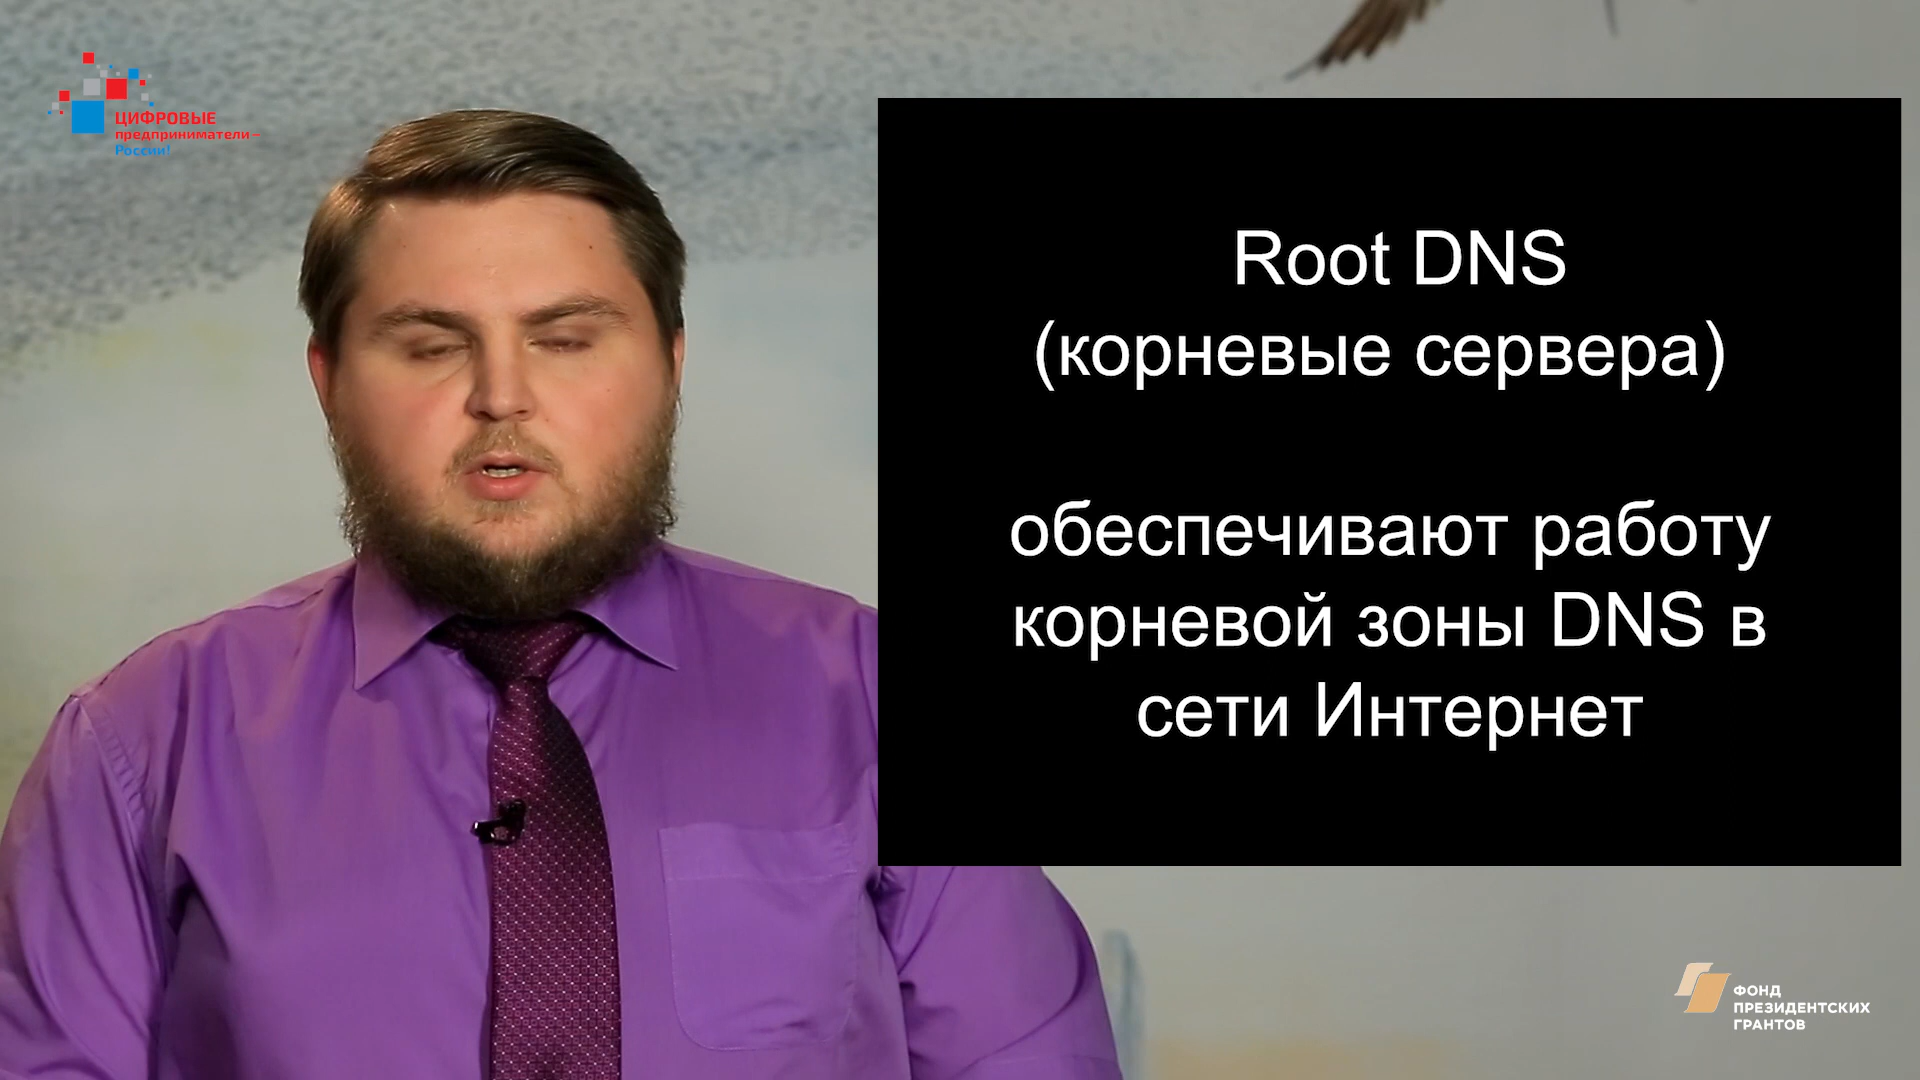 ЦИФРОВЫЕ
предприниматели –
России!
Root DNS
(корневые сервера)
обеспечивают работу
корневой зоны DNS в
сети Интернет
ФОНД
ПРЕЗИДЕНТСКИХ
ГРАНТОВ